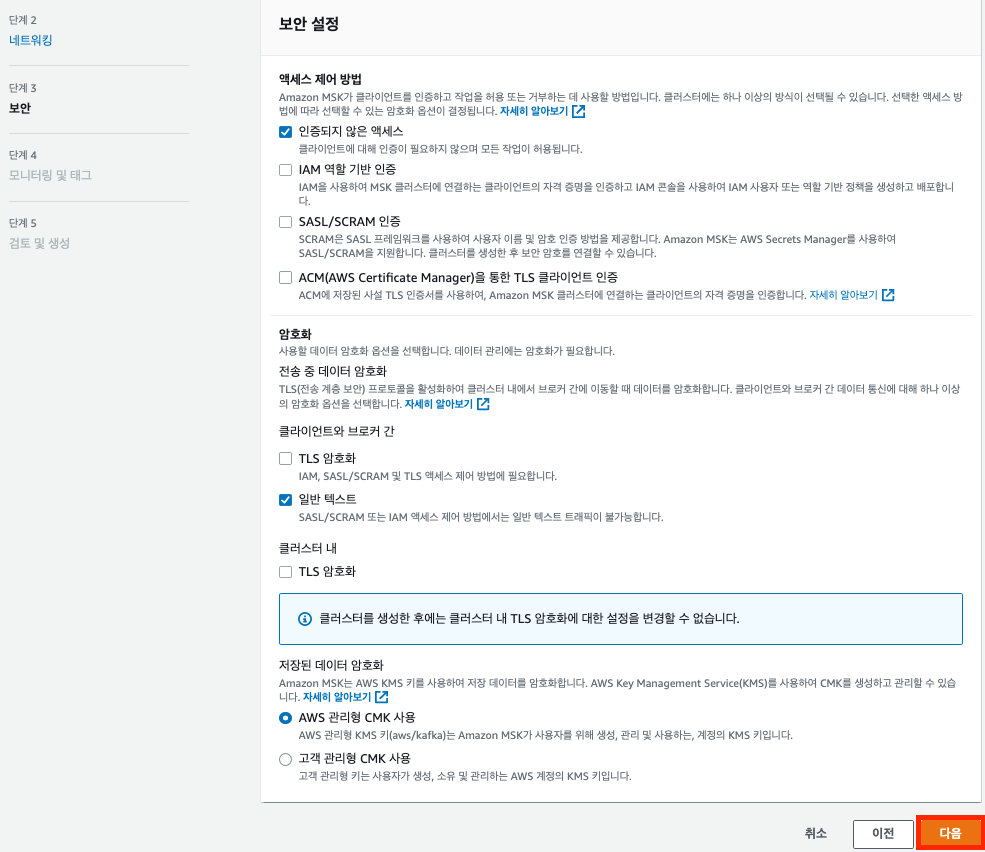 단계 2
네트워킹
단계 3
보안
단계 4
모니터링 및 태그
단계 5
검토 및 생성
보안 설정
액세스 제어 방법
Amazon MSK가 클라이언트를 인증하고 작업을 허용 또는 거부하는 데 사용할 방법입니다. 클러스터에는 하나 이상의 방식이 선택될 수 있습니다. 선택한 액세스 방
법에 따라 선택할 수 있는 암호화 옵션이 결정됩니다. 자세히 알아보기
인증되지 않은 액세스
클라이언트에 대해 인증이 필요하지 않으며 모든 작업이 허용됩니다.
IAM 역할 기반 인증
IAM을 사용하여 MSK 클러스터에 연결하는 클라이언트의 자격 증명을 인증하고 IAM 콘솔을 사용하여 IAM 사용자 또는 역할 기반 정책을 생성하고 배포합니
다.
SASL/SCRAM 인증
SCRAM은 SASL 프레임워크를 사용하여 사용자 이름 및 암호 인증 방법을 제공합니다. Amazon MSK는 AWS Secrets Manager를 사용하여
SASL/SCRAM을 지원합니다. 클러스터를 생성한 후 보안 암호를 연결할 수 있습니다.
ACM(AWS Certificate Manager)을 통한 TLS 클라이언트 인증
ACM에 저장된 사설 TLS 인증서를 사용하여, Amazon MSK 클러스터에 연결하는 클라이언트의 자격 증명을 인증합니다. 자세히 알아보기
암호화
사용할 데이터 암호화 옵션을 선택합니다. 데이터 관리에는 암호화가 필요합니다.
전송 중 데이터 암호화
TLS(전송 계층 보안) 프로토콜을 활성화하여 클러스터 내에서 브로커 간에 이동할 때 데이터를 암호화합니다. 클라이언트와 브로커 간 데이터 통신에 대해 하나 이상
의 암호화 옵션을 선택합니다. 자세히 알아보기
클라이언트와 브로커 간
TLS 암호화
IAM, SASL/SCRAM 및 TLS 액세스 제어 방법에 필요합니다.
일반 텍스트
SASL/SCRAM 또는 IAM 액세스 제어 방법에서는 일반 텍스트 트래픽이 불가능합니다.
클러스터 내
TLS 암호화
클러스터를 생성한 후에는 클러스터 내 TLS 암호화에 대한 설정을 변경할 수 없습니다.
저장된 데이터 암호화
Amazon MSK는 AWS KMS 키를 사용하여 저장 데이터를 암호화합니다. AWS Key Management Service(KMS)를 사용하여 CMK를 생성하고 관리할 수 있습
니다. 자세히 알아보기
AWS 관리형 CMK 사용
AWS 관리형 KMS 키(aws/kafka)는 Amazon MSK가 사용자를 위해 생성, 관리 및 사용하는, 계정의 KMS 키입니다.
고객 관리형 CMK 사용
고객 관리형 키는 사용자가 생성, 소유 및 관리하는 AWS 계정의 KMS 키입니다.
취소
이전
다음